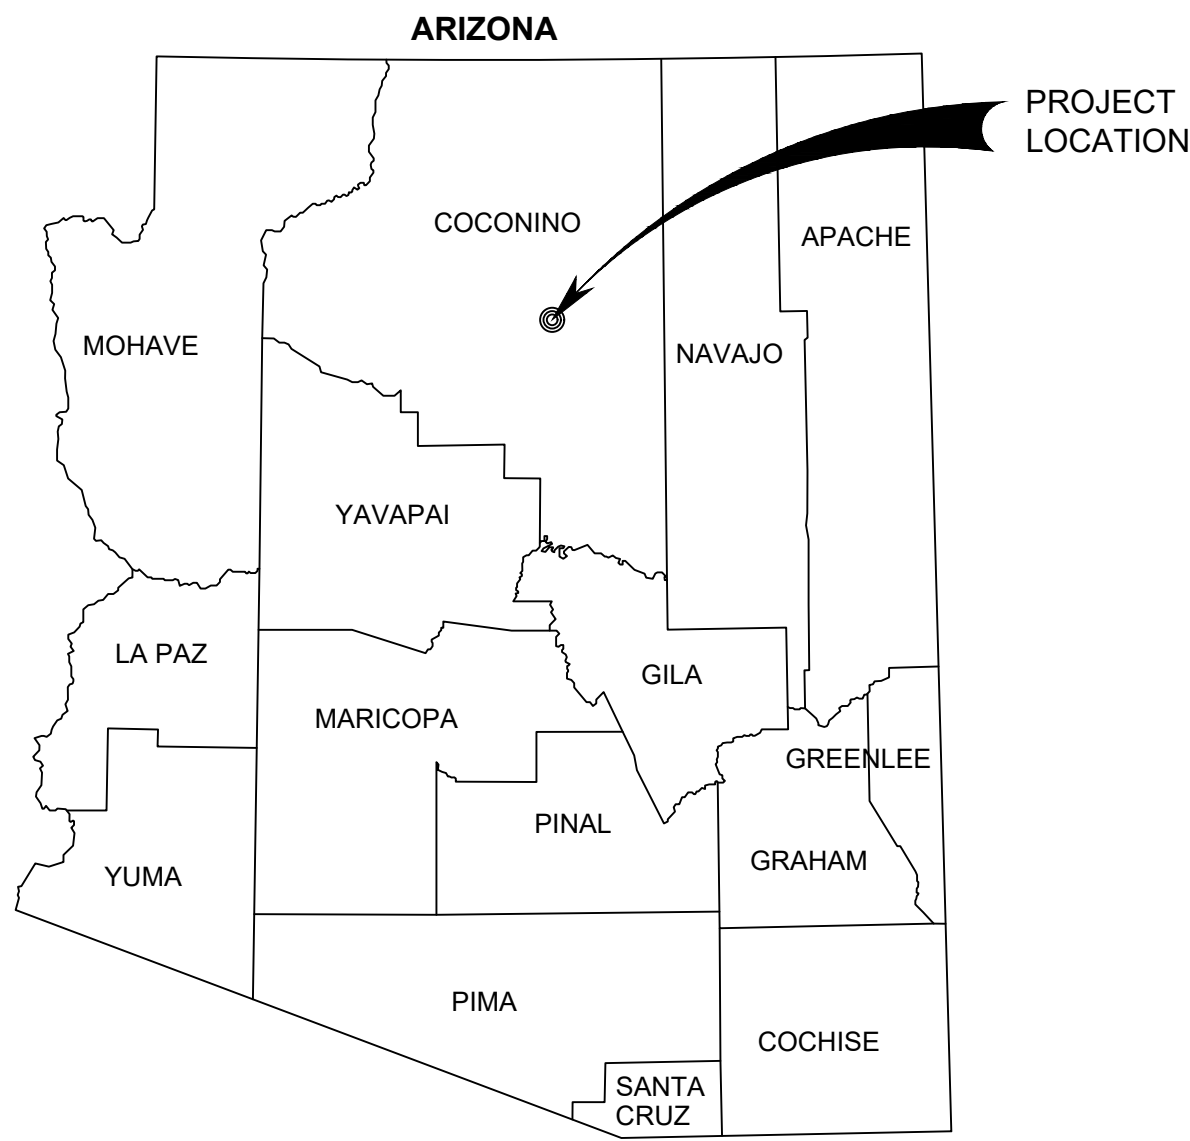 ARIZONA
PROJECT
LOCATION
COCONINO
APACHE
MOHAVE
NAVAJO
YAVAPAI
LA PAZ
GILA
MARICOPA
GREENLEE
PINAL
GRAHAM
YUMA
PIMA
COCHISE
SANTA
CRUZ